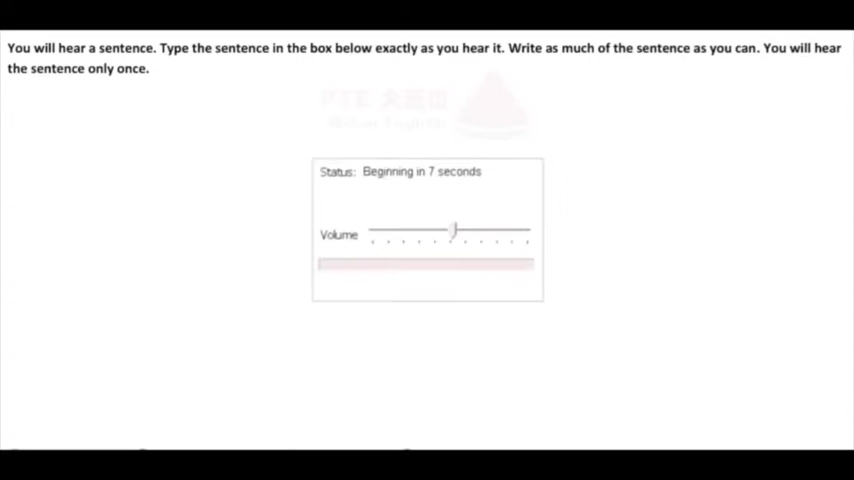 You will hear a sentence. Type the sentence in the box below exactly as you hear it. Write as much of the sentence as you can. You will hear
the sentence only once.
PTE
Status: Beginning in 7 seconds
Volume